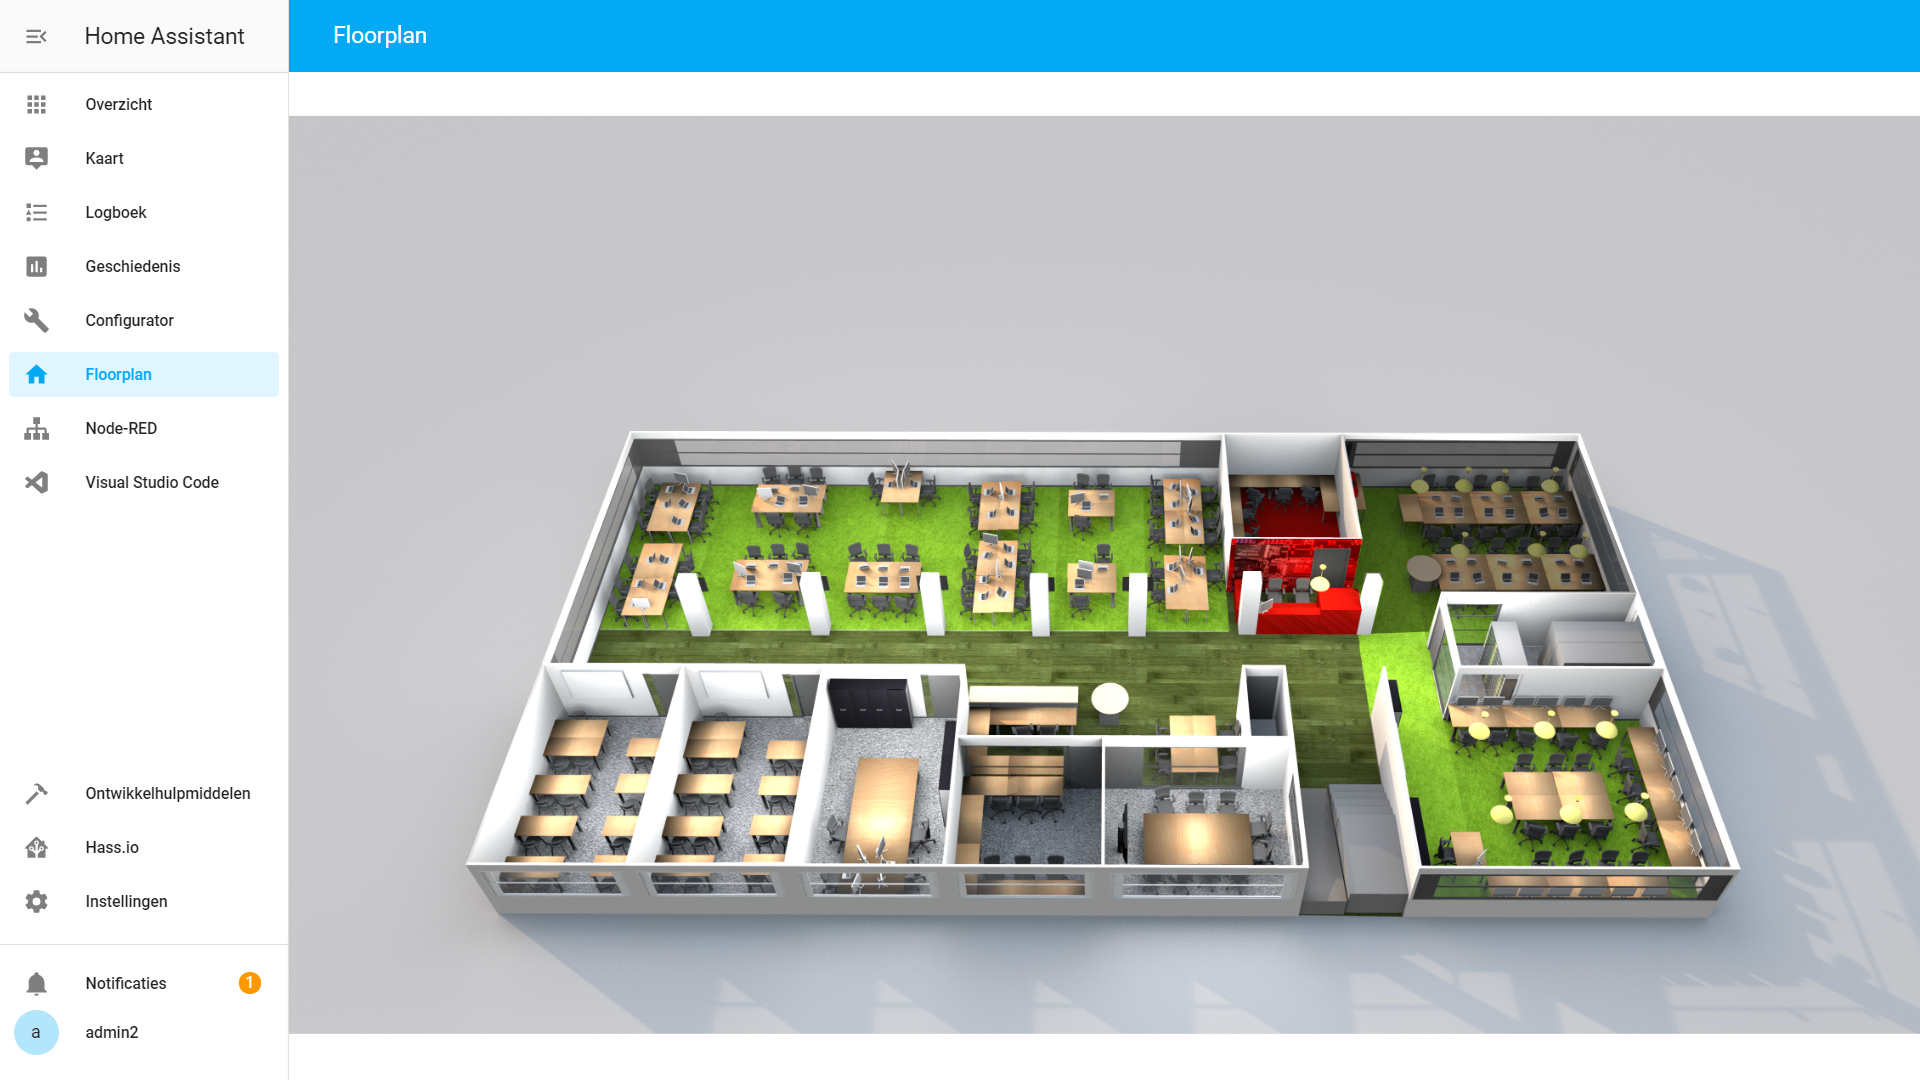 Home Assistant
Floorplan
Overzicht
Kaart
Logboek
Geschiedenis
Configurator
Floorplan
Node-RED
Visual Studio Code
Ontwikkelhulpmiddelen
Hass.io
Instellingen
Notificaties 1
a admin2